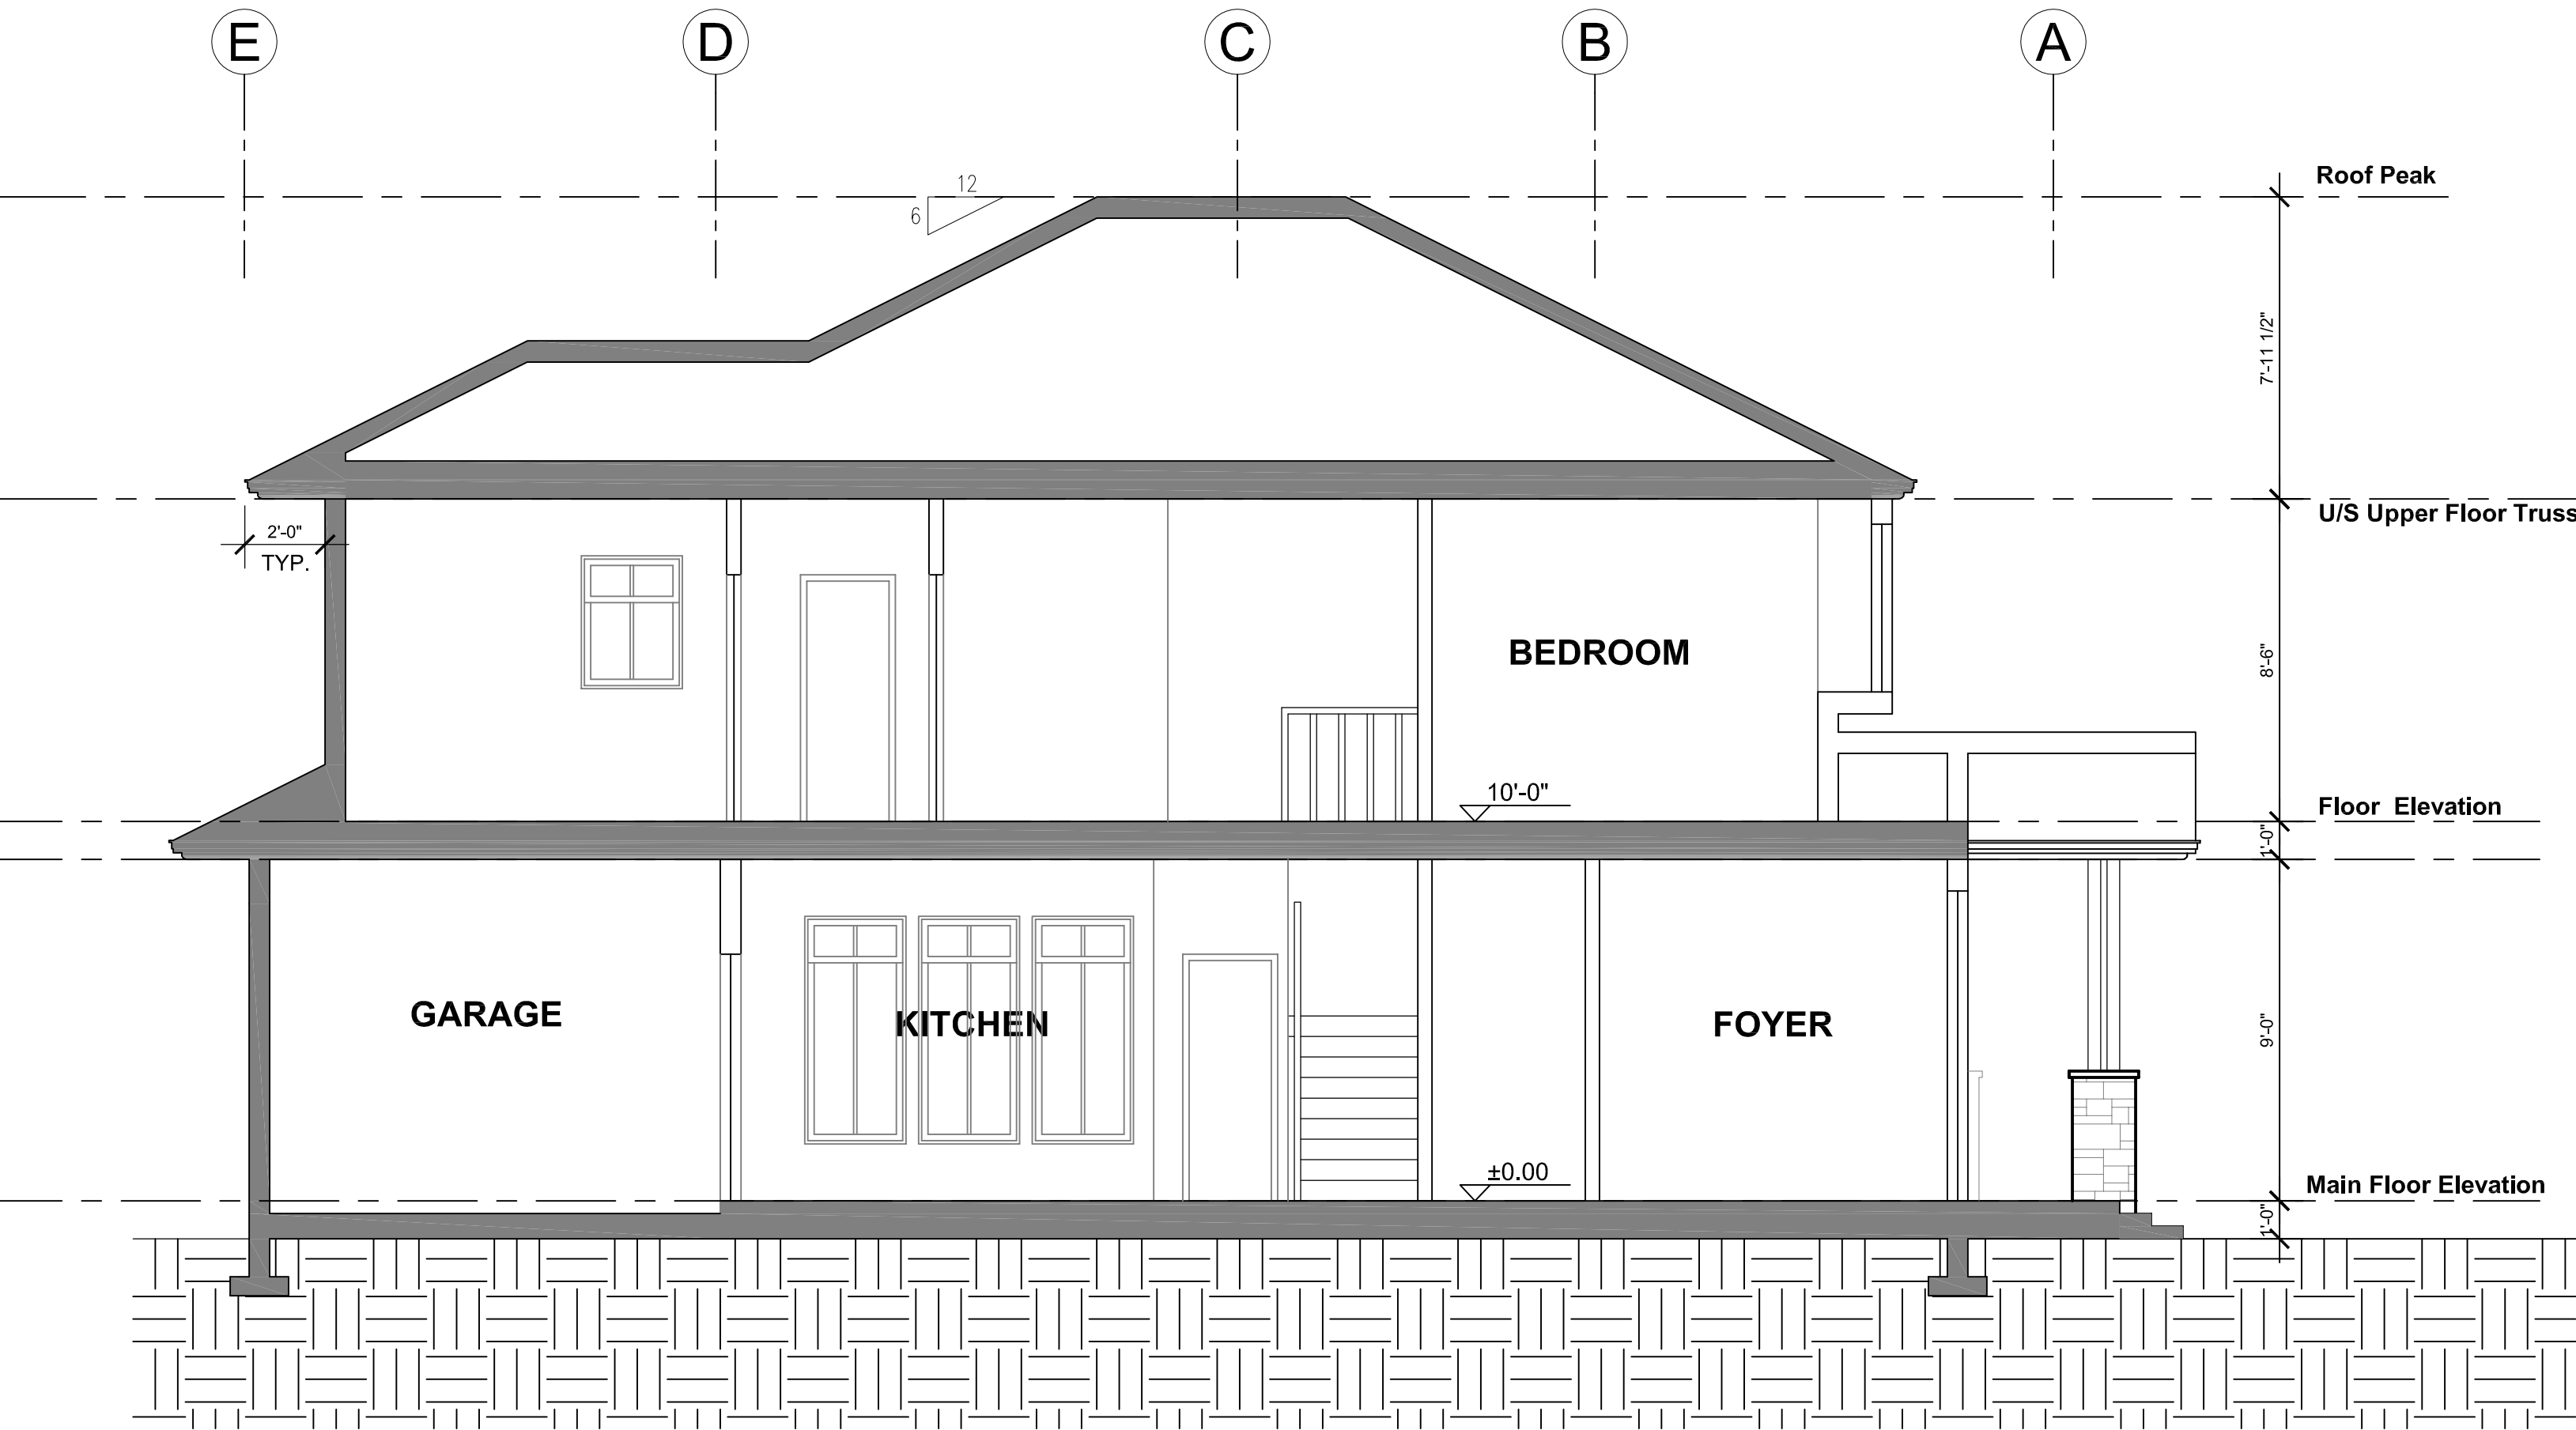 E D C B A
Roof Peak
12
6
7'-11 1/2"
U/S Upper Floor Truss
2'-0"
TYP.
8'-6"
BEDROOM
10'-0"
Floor Elevation
1'-0"
GARAGE
KITCHEN
FOYER
9'-0"
±0.00
Main Floor Elevation
1'-0"